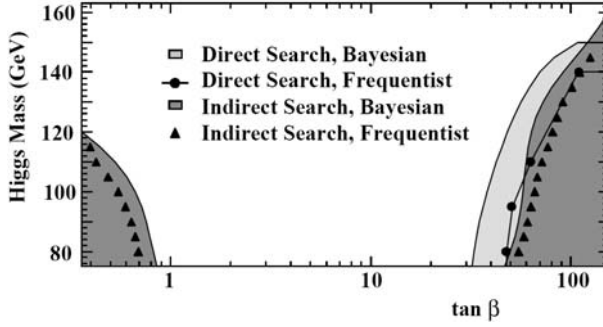 160
140
120
100
80
Higgs Mass (GeV)
Direct Search, Bayesian
Direct Search, Frequentist
Indirect Search, Bayesian
Indirect Search, Frequentist
1
10
100
tan β